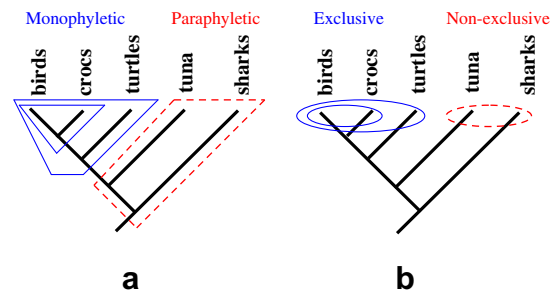 Monophyletic Paraphyletic
birds crocs turtles tuna sharks
a
Exclusive Non-exclusive
birds crocs turtles tuna sharks
b